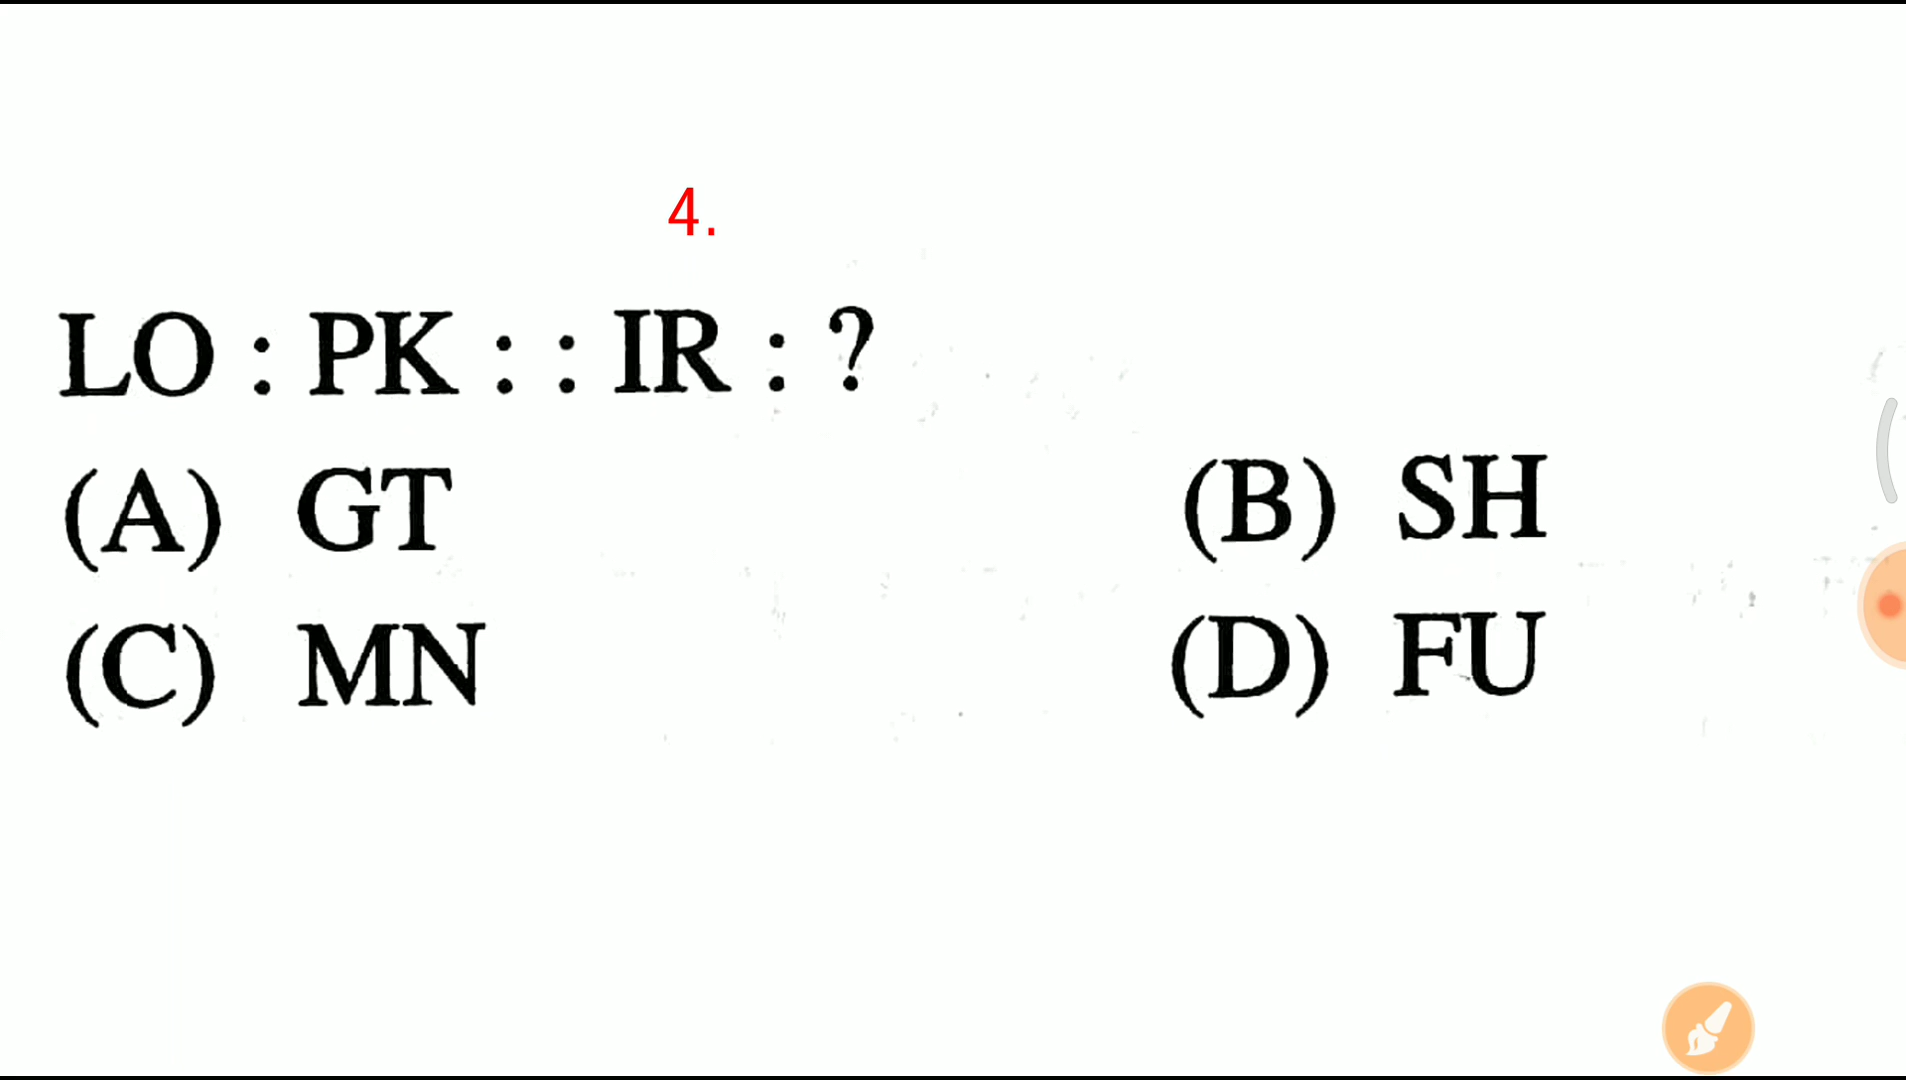 4.
LO : PK : : IR : ?
(A) GT (B) SH
(C) MN (D) FU